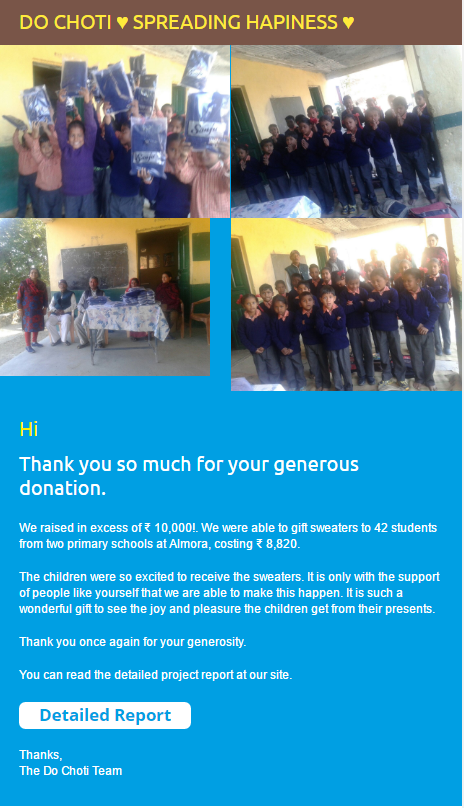 DO CHOTI ♥ SPREADING HAPINESS ♥
Hi
Thank you so much for your generous
donation.
We raised in excess of ₹ 10,000!. We were able to gift sweaters to 42 students
from two primary schools at Almora, costing ₹ 8,820.
The children were so excited to receive the sweaters. It is only with the support
of people like yourself that we are able to make this happen. It is such a
wonderful gift to see the joy and pleasure the children get from their presents.
Thank you once again for your generosity.
You can read the detailed project report at our site.
Detailed Report
Thanks,
The Do Choti Team